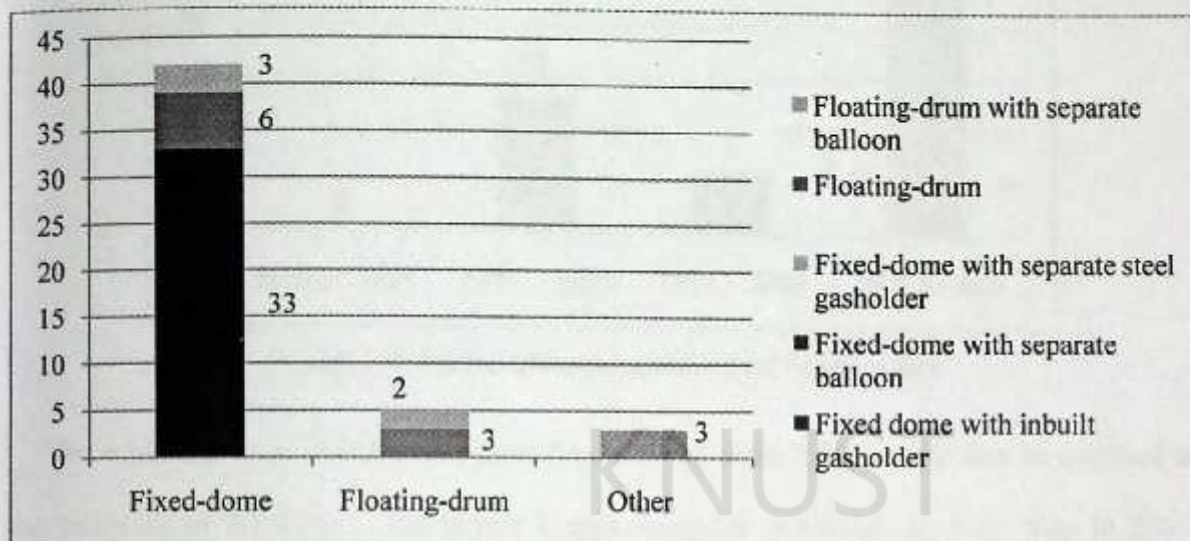 45
40
35
30
25
20
15
10
5
0
3
6
33
2
3
3
Fixed-dome
Floating-drum
Other
Floating-drum with separate
balloon
Floating-drum
Fixed-dome with separate steel
gasholder
Fixed-dome with separate
balloon
Fixed dome with inbuilt
gasholder
KNUST